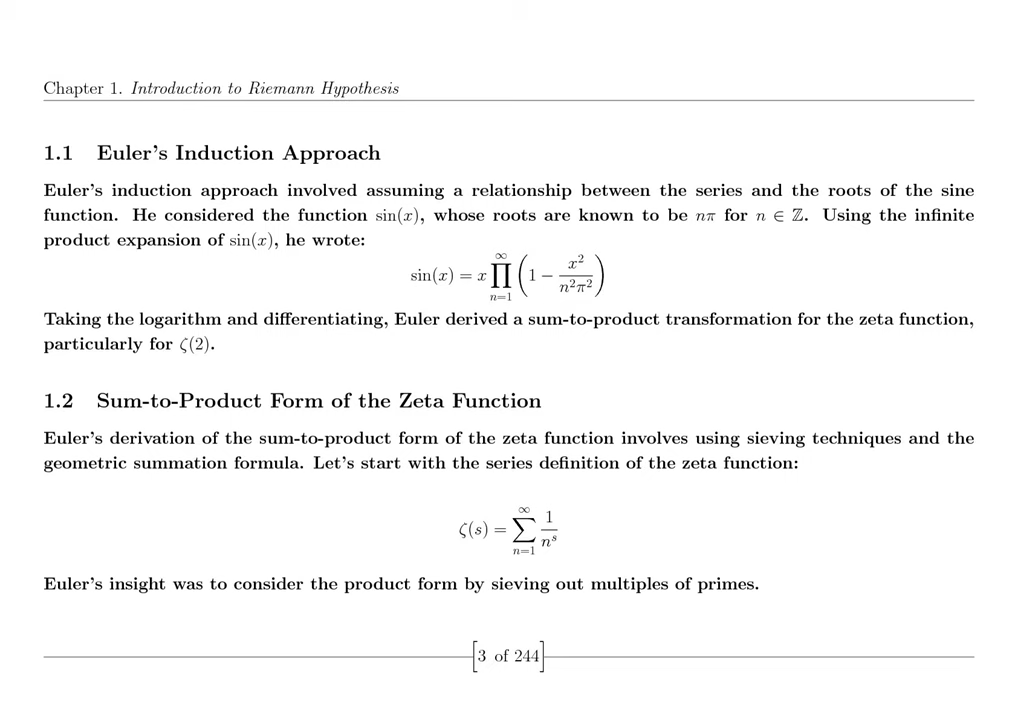 Chapter 1. Introduction to Riemann Hypothesis
1.1 Euler's Induction Approach
Euler's induction approach involved assuming a relationship between the series and the roots of the sine
function. He considered the function sin(x), whose roots are known to be nπ for n ∈ ℤ. Using the infinite
product expansion of sin(x), he wrote:
sin(x) = x ∏_{n=1}^{∞} (1 − x²/(n²π²))
Taking the logarithm and differentiating, Euler derived a sum-to-product transformation for the zeta function,
particularly for ζ(2).
1.2 Sum-to-Product Form of the Zeta Function
Euler's derivation of the sum-to-product form of the zeta function involves using sieving techniques and the
geometric summation formula. Let's start with the series definition of the zeta function:
ζ(s) = ∑_{n=1}^{∞} 1/n^s
Euler's insight was to consider the product form by sieving out multiples of primes.
[3 of 244]